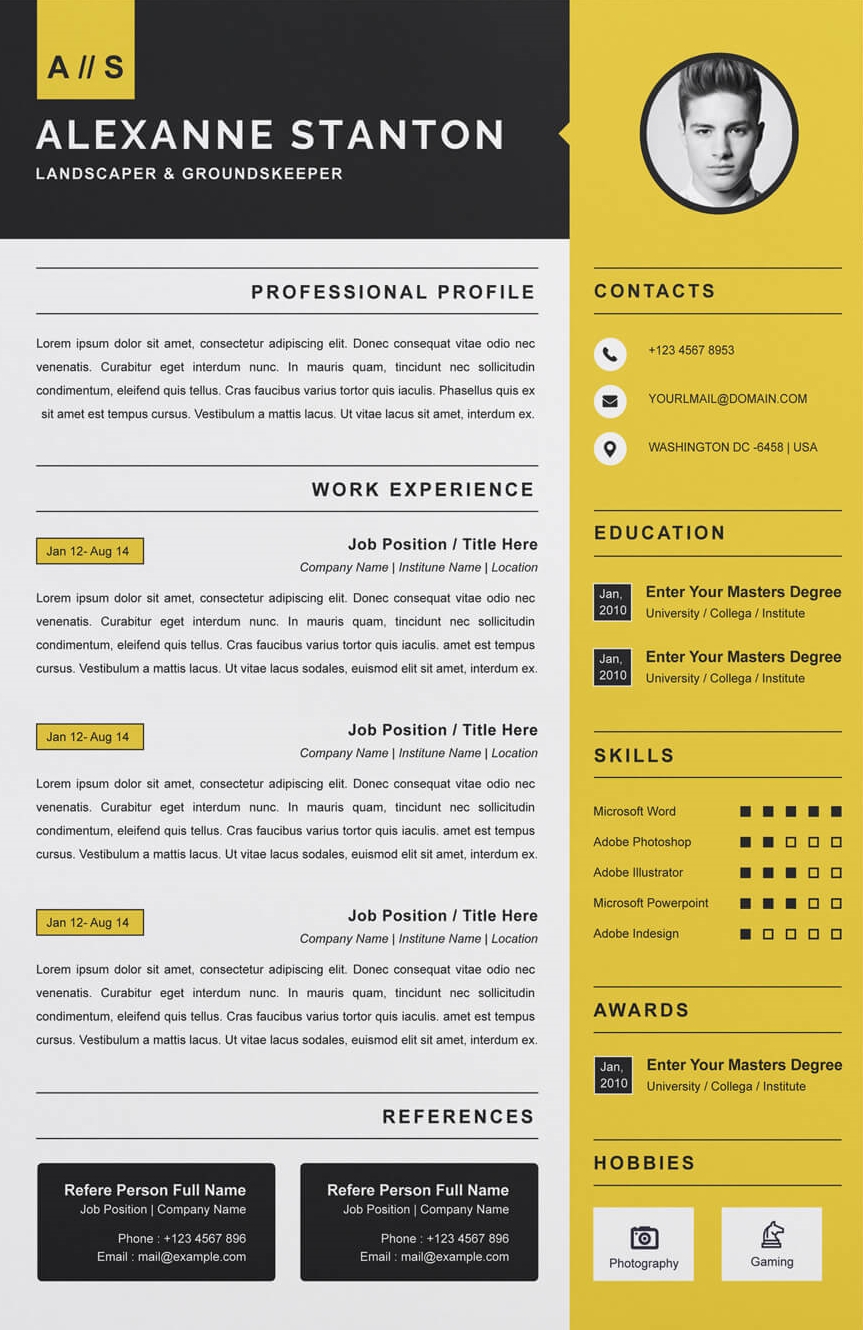 A // S
ALEXANNE STANTON
LANDSCAPER & GROUNDSKEEPER
PROFESSIONAL PROFILE
Lorem ipsum dolor sit amet, consectetur adipiscing elit. Donec consequat vitae odio nec
venenatis. Curabitur eget interdum nunc. In mauris quam, tincidunt nec sollicitudin
condimentum, eleifend quis tellus. Cras faucibus varius tortor quis iaculis. Phasellus quis ex
sit amet est tempus cursus. Vestibulum a mattis lacus. Ut vitae lacus sit amet, interdum ex.
WORK EXPERIENCE
Jan 12- Aug 14
Job Position / Title Here
Company Name | Institune Name | Location
Lorem ipsum dolor sit amet, consectetur adipiscing elit. Donec consequat vitae odio nec
venenatis. Curabitur eget interdum nunc. In mauris quam, tincidunt nec sollicitudin
condimentum, eleifend quis tellus. Cras faucibus varius tortor quis iaculis. amet est tempus
cursus. Vestibulum a mattis lacus. Ut vitae lacus sodales, euismod elit sit amet, interdum ex.
Jan 12- Aug 14
Job Position / Title Here
Company Name | Institune Name | Location
Lorem ipsum dolor sit amet, consectetur adipiscing elit. Donec consequat vitae odio nec
venenatis. Curabitur eget interdum nunc. In mauris quam, tincidunt nec sollicitudin
condimentum, eleifend quis tellus. Cras faucibus varius tortor quis iaculis. amet est tempus
cursus. Vestibulum a mattis lacus. Ut vitae lacus sodales, euismod elit sit amet, interdum ex.
Jan 12- Aug 14
Job Position / Title Here
Company Name | Institune Name | Location
Lorem ipsum dolor sit amet, consectetur adipiscing elit. Donec consequat vitae odio nec
venenatis. Curabitur eget interdum nunc. In mauris quam, tincidunt nec sollicitudin
condimentum, eleifend quis tellus. Cras faucibus varius tortor quis iaculis. amet est tempus
cursus. Vestibulum a mattis lacus. Ut vitae lacus sodales, euismod elit sit amet, interdum ex.
REFERENCES
Refere Person Full Name
Job Position | Company Name
Phone : +123 4567 896
Email : mail@example.com
Refere Person Full Name
Job Position | Company Name
Phone : +123 4567 896
Email : mail@example.com
CONTACTS
+123 4567 8953
YOURLMAIL@DOMAIN.COM
WASHINGTON DC -6458 | USA
EDUCATION
Jan,
2010
Enter Your Masters Degree
University / Collega / Institute
Jan,
2010
Enter Your Masters Degree
University / Collega / Institute
SKILLS
Microsoft Word
Adobe Photoshop
Adobe Illustrator
Microsoft Powerpoint
Adobe Indesign
AWARDS
Jan,
2010
Enter Your Masters Degree
University / Collega / Institute
HOBBIES
Photography
Gaming